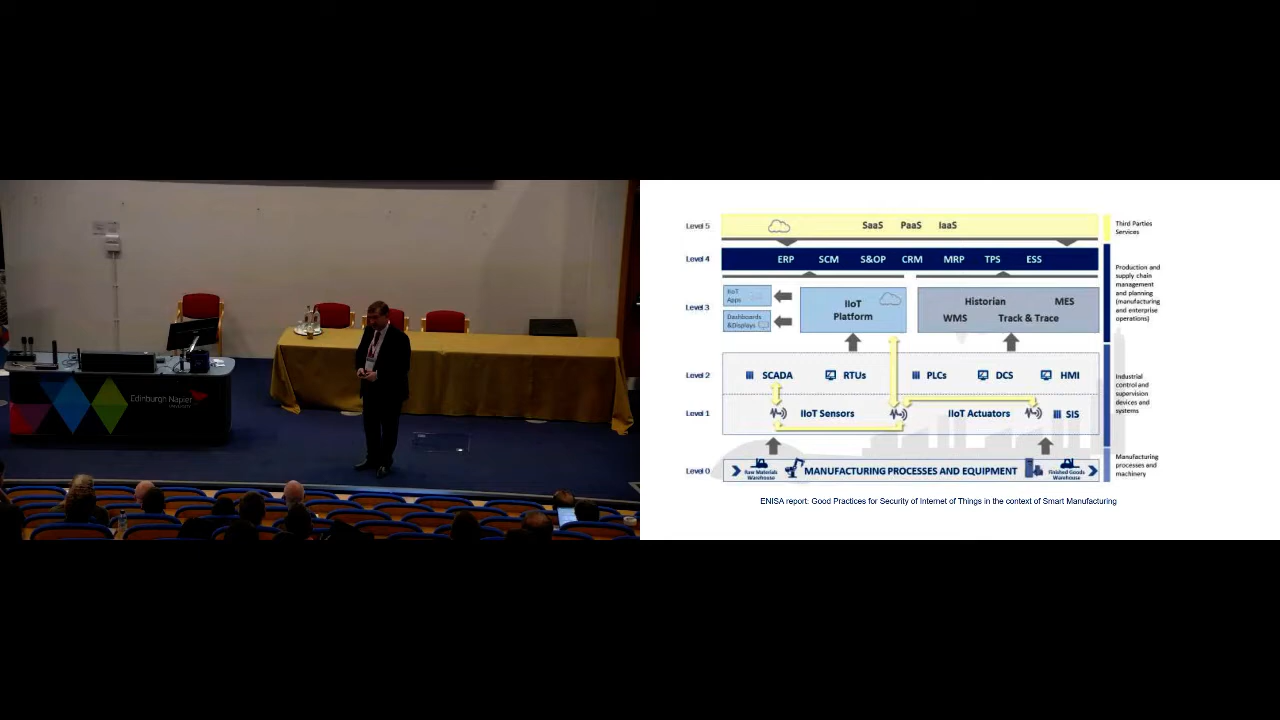 Edinburgh Napier
UNIVERSITY
Level 5
SaaS PaaS IaaS
Third Parties
Services
Level 4
ERP SCM S&OP CRM MRP TPS ESS
Production and
supply chain
management
and planning
(manufacturing
and enterprise
operations)
Level 3
IIoT
Apps
Dashboards
&Displays
IIoT
Platform
Historian MES
WMS Track & Trace
Level 2
SCADA RTUs PLCs DCS HMI
Industrial
control and
supervision
devices and
systems
Level 1
IIoT Sensors IIoT Actuators SIS
Level 0
Raw Materials
Warehouse
MANUFACTURING PROCESSES AND EQUIPMENT
Finished Goods
Warehouse
Manufacturing
processes and
machinery
ENISA report: Good Practices for Security of Internet of Things in the context of Smart Manufacturing